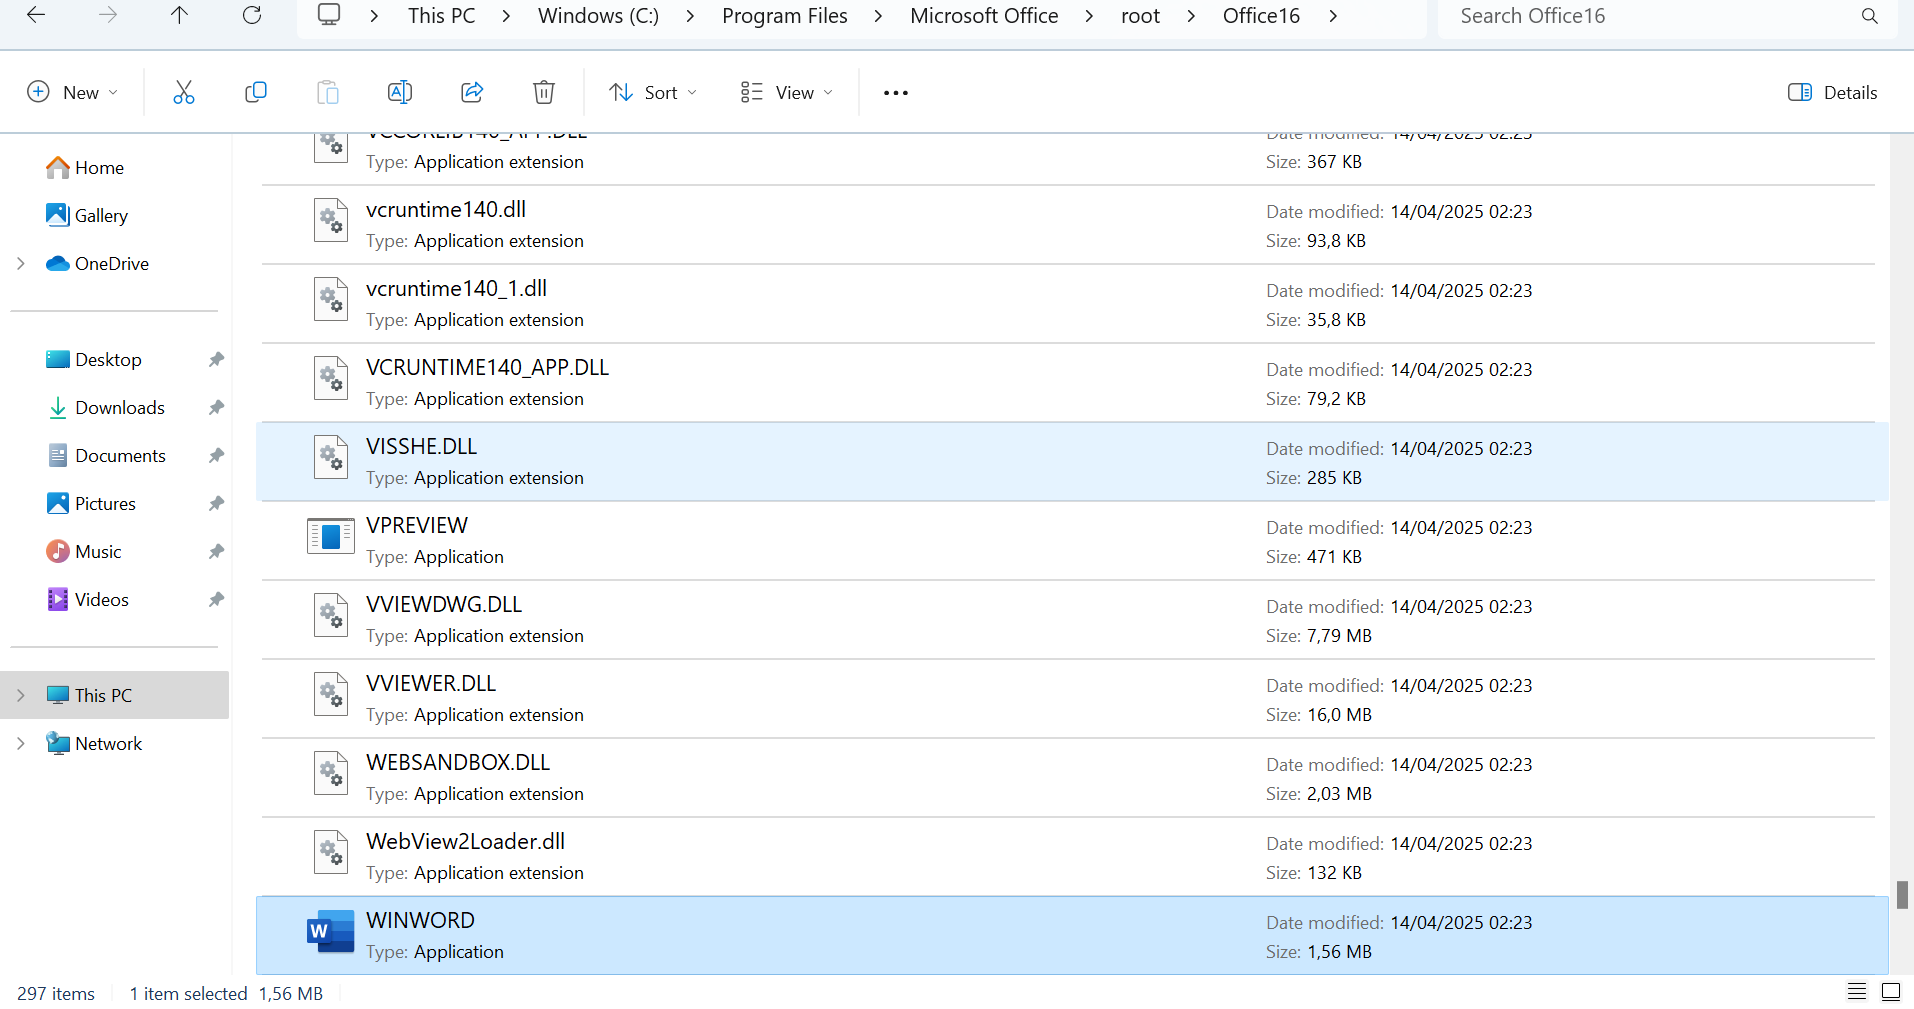 This PC > Windows (C:) > Program Files > Microsoft Office > root > Office16 >
Search Office16
New
Sort
View
Details
Home
Gallery
OneDrive
Desktop
Downloads
Documents
Pictures
Music
Videos
This PC
Network
VCCORLIB140_APP.DLL
Date modified: 14/04/2025 02:23
Type: Application extension
Size: 367 KB
vcruntime140.dll
Date modified: 14/04/2025 02:23
Type: Application extension
Size: 93,8 KB
vcruntime140_1.dll
Date modified: 14/04/2025 02:23
Type: Application extension
Size: 35,8 KB
VCRUNTIME140_APP.DLL
Date modified: 14/04/2025 02:23
Type: Application extension
Size: 79,2 KB
VISSHE.DLL
Date modified: 14/04/2025 02:23
Type: Application extension
Size: 285 KB
VPREVIEW
Date modified: 14/04/2025 02:23
Type: Application
Size: 471 KB
VVIEWDWG.DLL
Date modified: 14/04/2025 02:23
Type: Application extension
Size: 7,79 MB
VVIEWER.DLL
Date modified: 14/04/2025 02:23
Type: Application extension
Size: 16,0 MB
WEBSANDBOX.DLL
Date modified: 14/04/2025 02:23
Type: Application extension
Size: 2,03 MB
WebView2Loader.dll
Date modified: 14/04/2025 02:23
Type: Application extension
Size: 132 KB
W
WINWORD
Date modified: 14/04/2025 02:23
Type: Application
Size: 1,56 MB
297 items
1 item selected 1,56 MB